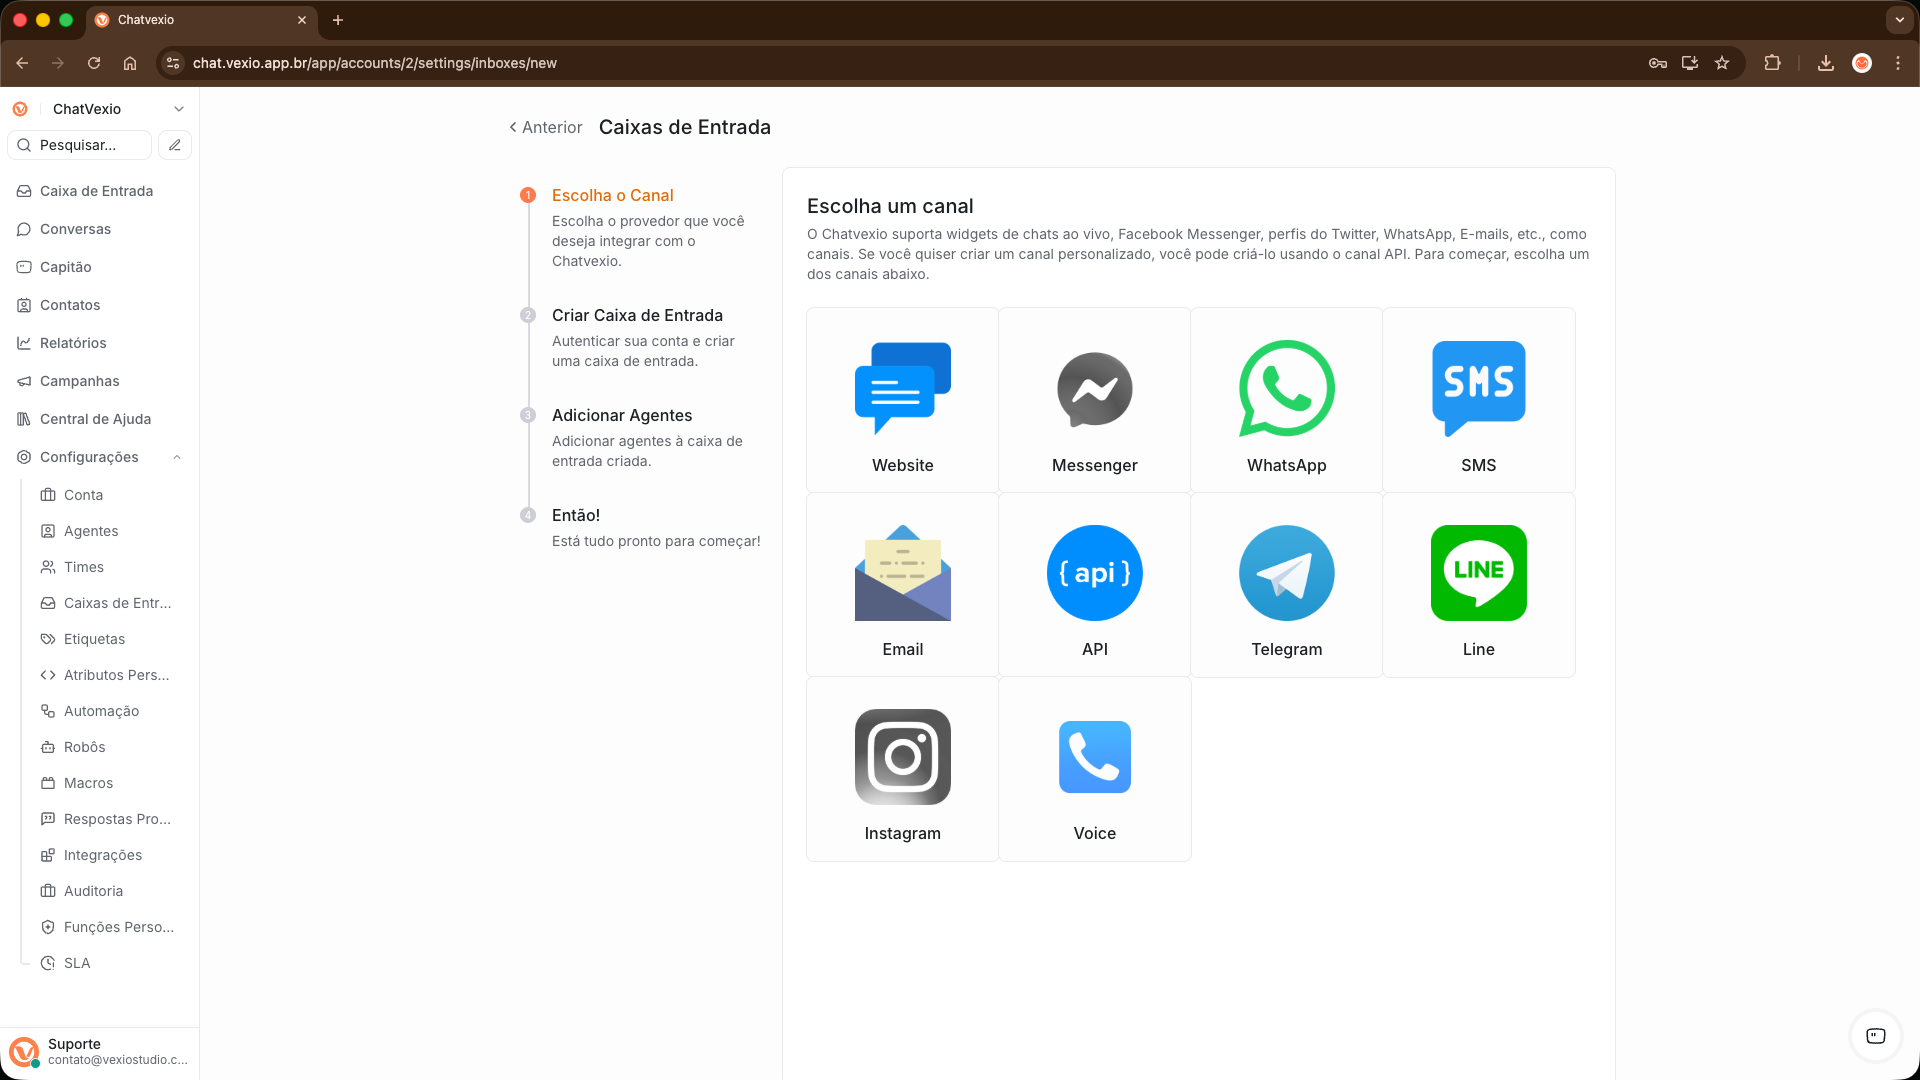 Chatvexio
chat.vexio.app.br/app/accounts/2/settings/inboxes/new
ChatVexio
Pesquisar...
Caixa de Entrada
Conversas
Capitão
Contatos
Relatórios
Campanhas
Central de Ajuda
Configurações
Conta
Agentes
Times
Caixas de Entr...
Etiquetas
Atributos Pers...
Automação
Robôs
Macros
Respostas Pro...
Integrações
Auditoria
Funções Perso...
SLA
Suporte
contato@vexiostudio.c...
Anterior
Caixas de Entrada
1
Escolha o Canal
Escolha o provedor que você
deseja integrar com o
Chatvexio.
2
Criar Caixa de Entrada
Autenticar sua conta e criar
uma caixa de entrada.
3
Adicionar Agentes
Adicionar agentes à caixa de
entrada criada.
4
Então!
Está tudo pronto para começar!
Escolha um canal
O Chatvexio suporta widgets de chats ao vivo, Facebook Messenger, perfis do Twitter, WhatsApp, E-mails, etc., como
canais. Se você quiser criar um canal personalizado, você pode criá-lo usando o canal API. Para começar, escolha um
dos canais abaixo.
Website
Messenger
WhatsApp
SMS
SMS
Email
{ api }
API
Telegram
LINE
Line
Instagram
Voice